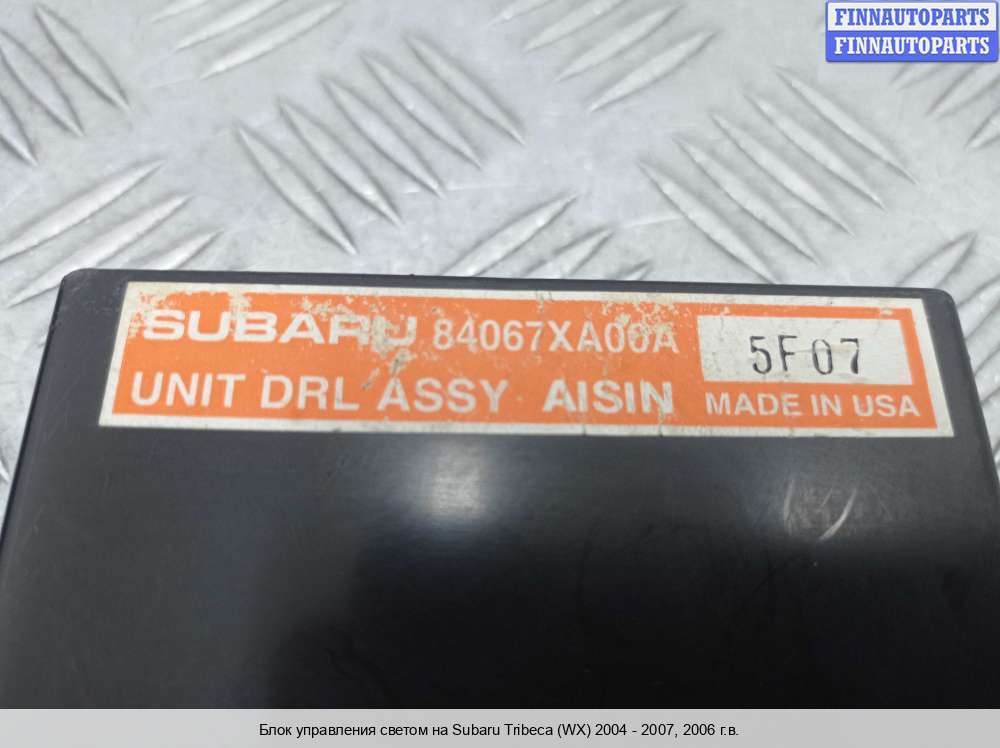 FINNAUTOPARTS
FINNAUTOPARTS
SUBARU 84067XA00A
5F07
UNIT DRL ASSY AISIN MADE IN USA
Блок управления светом на Subaru Tribeca (WX) 2004 - 2007, 2006 г.в.